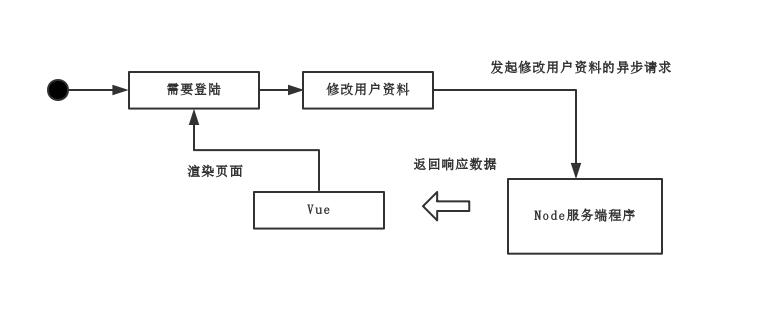 发起修改用户资料的异步请求
需要登陆
修改用户资料
返回响应数据
渲染页面
Vue
Node服务端程序